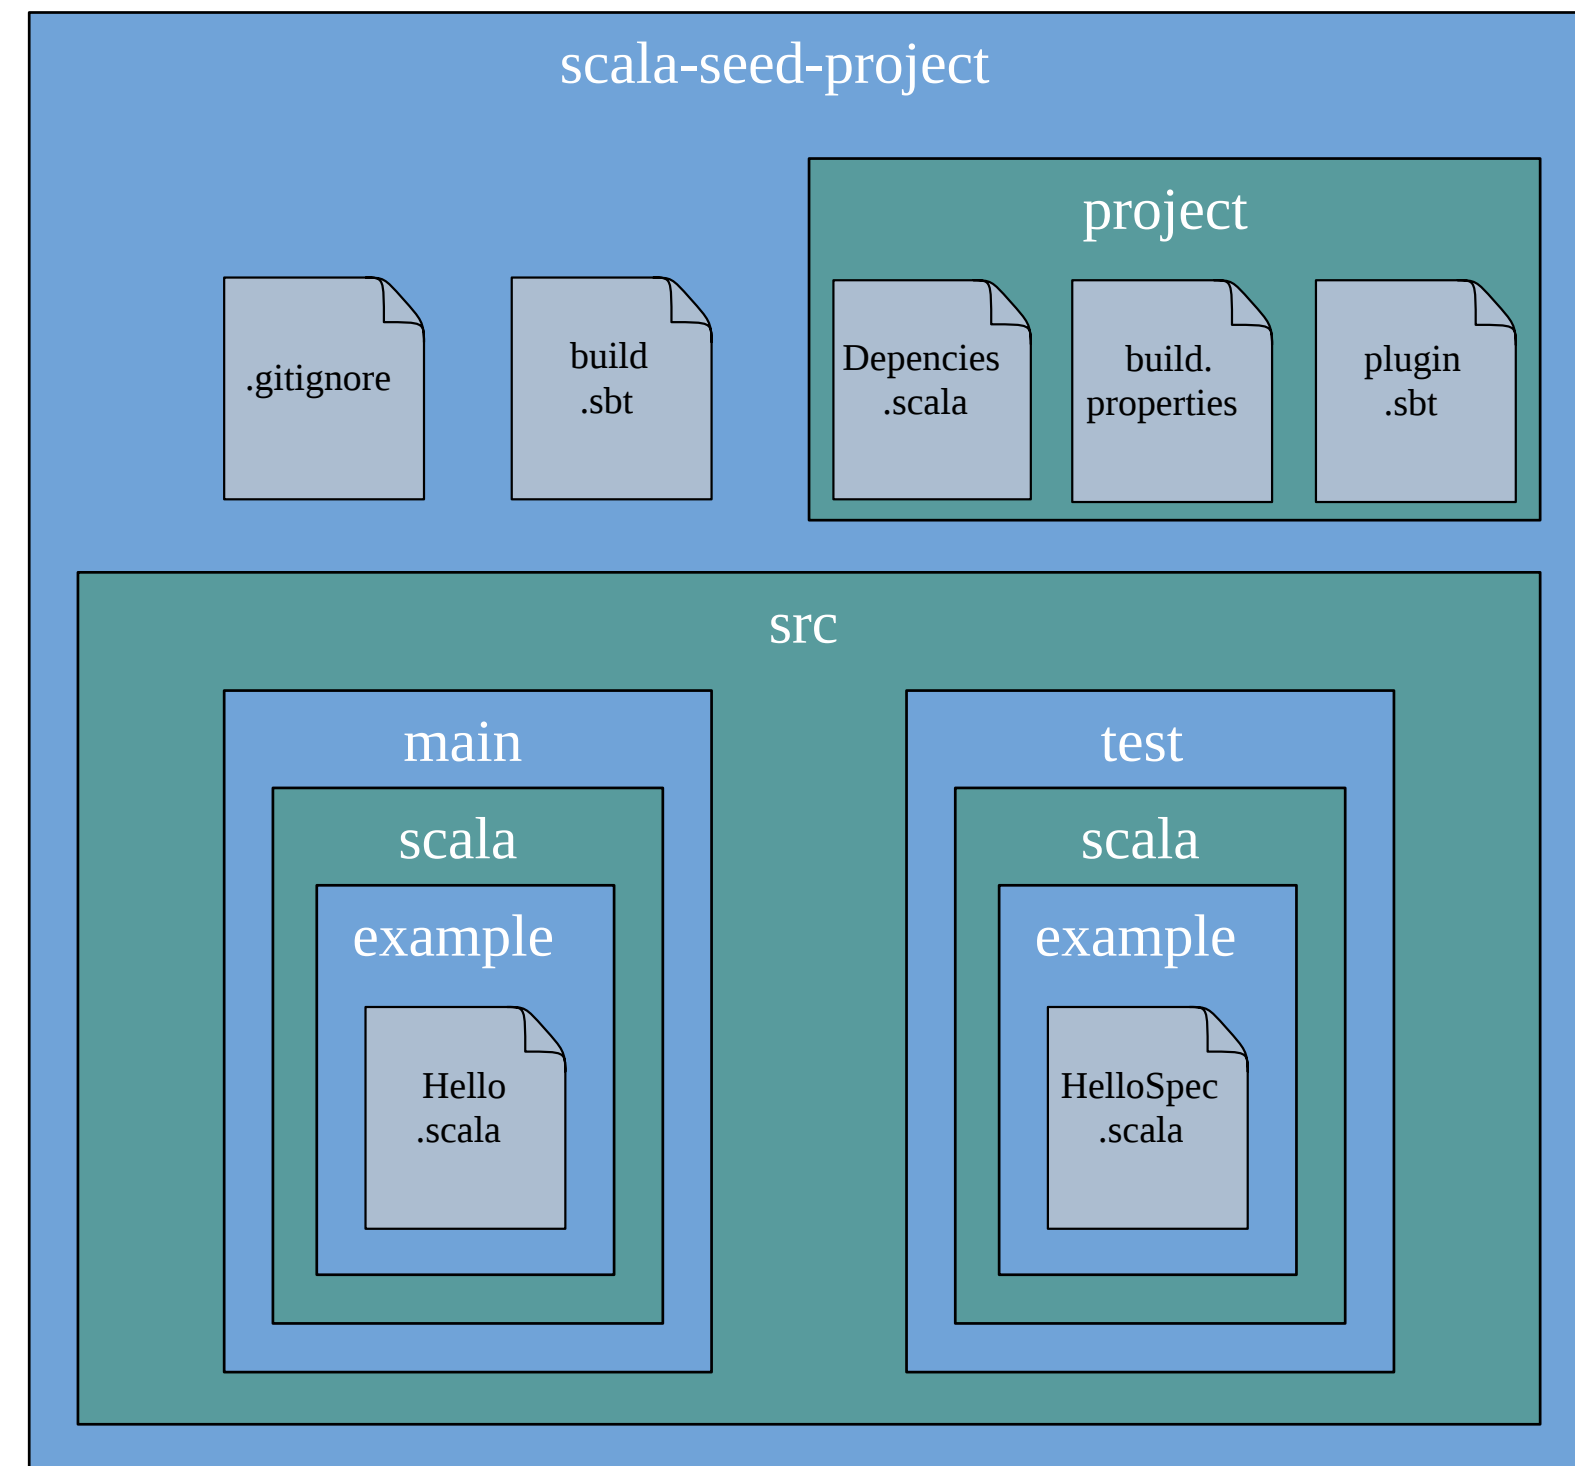 scala-seed-project
project
.gitignore
build
.sbt
Depencies
.scala
build.
properties
plugin
.sbt
src
main
scala
example
Hello
.scala
test
scala
example
HelloSpec
.scala